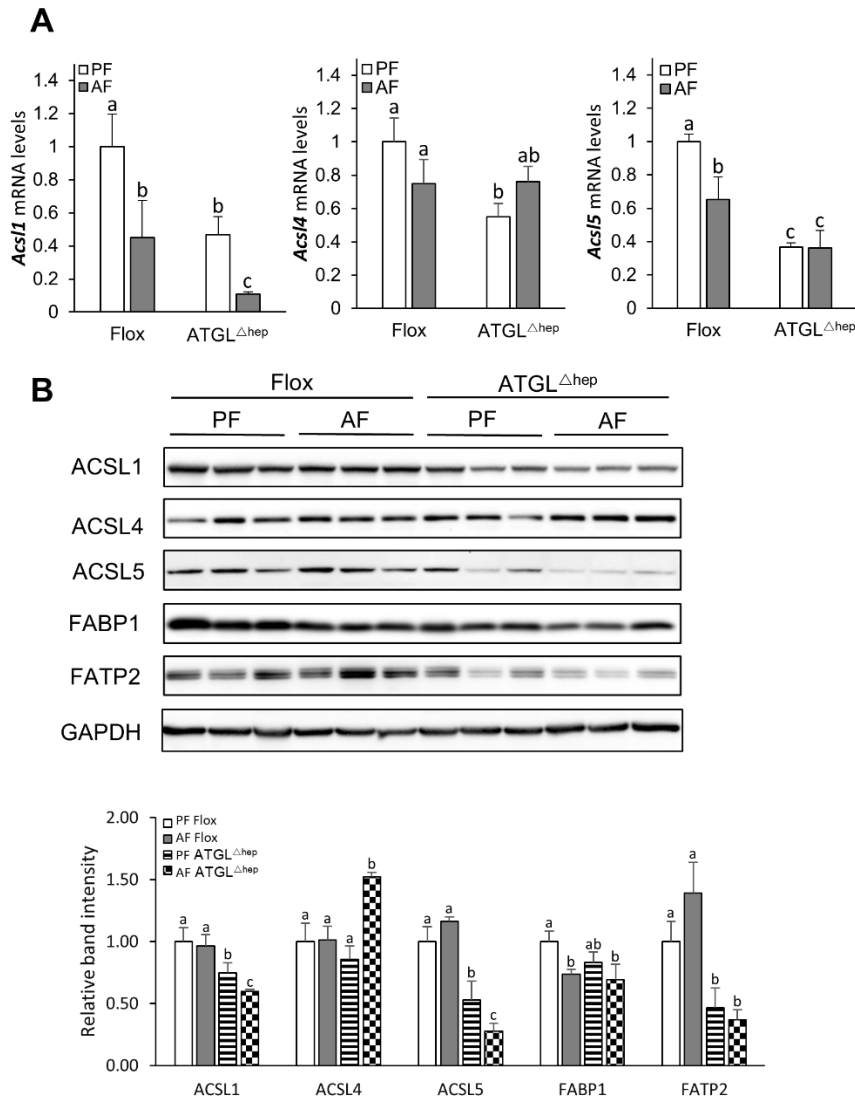 A
PF
AF
1.4
1.2
1
0.8
0.6
0.4
0.2
0
Acsl1 mRNA levels
a
b
b
c
Flox
ATGL△hep
PF
AF
1.4
1.2
1
0.8
0.6
0.4
0.2
0
Acsl4 mRNA levels
a
a
b
ab
Flox
ATGL△hep
PF
AF
1.4
1.2
1
0.8
0.6
0.4
0.2
0
Acsl5 mRNA levels
a
b
c
c
Flox
ATGL△hep
B
Flox ATGL△hep
PF AF PF AF
ACSL1
ACSL4
ACSL5
FABP1
FATP2
GAPDH
2.00
1.50
1.00
0.50
0.00
Relative band intensity
PF Flox
AF Flox
PF ATGL△hep
AF ATGL△hep
a a b c
a a a b
a a b c
a b ab b
a a b b
ACSL1 ACSL4 ACSL5 FABP1 FATP2